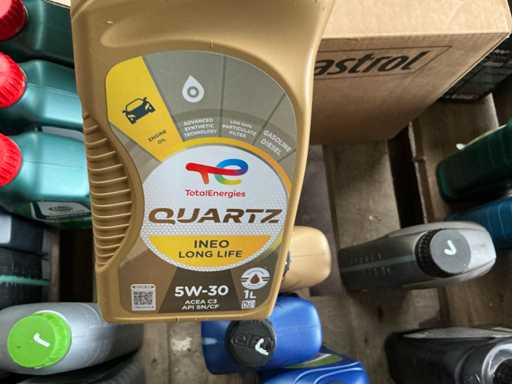 astrol
ENGINE
OIL
ADVANCED
SYNTHETIC
TECHNOLOGY
LOW SAPS
PARTICULATE
FILTER
GASOLINE
DIESEL
TotalEnergies
QUARTZ
INEO
LONG LIFE
5W-30
ACEA C3
API SN/CF
1L
elf